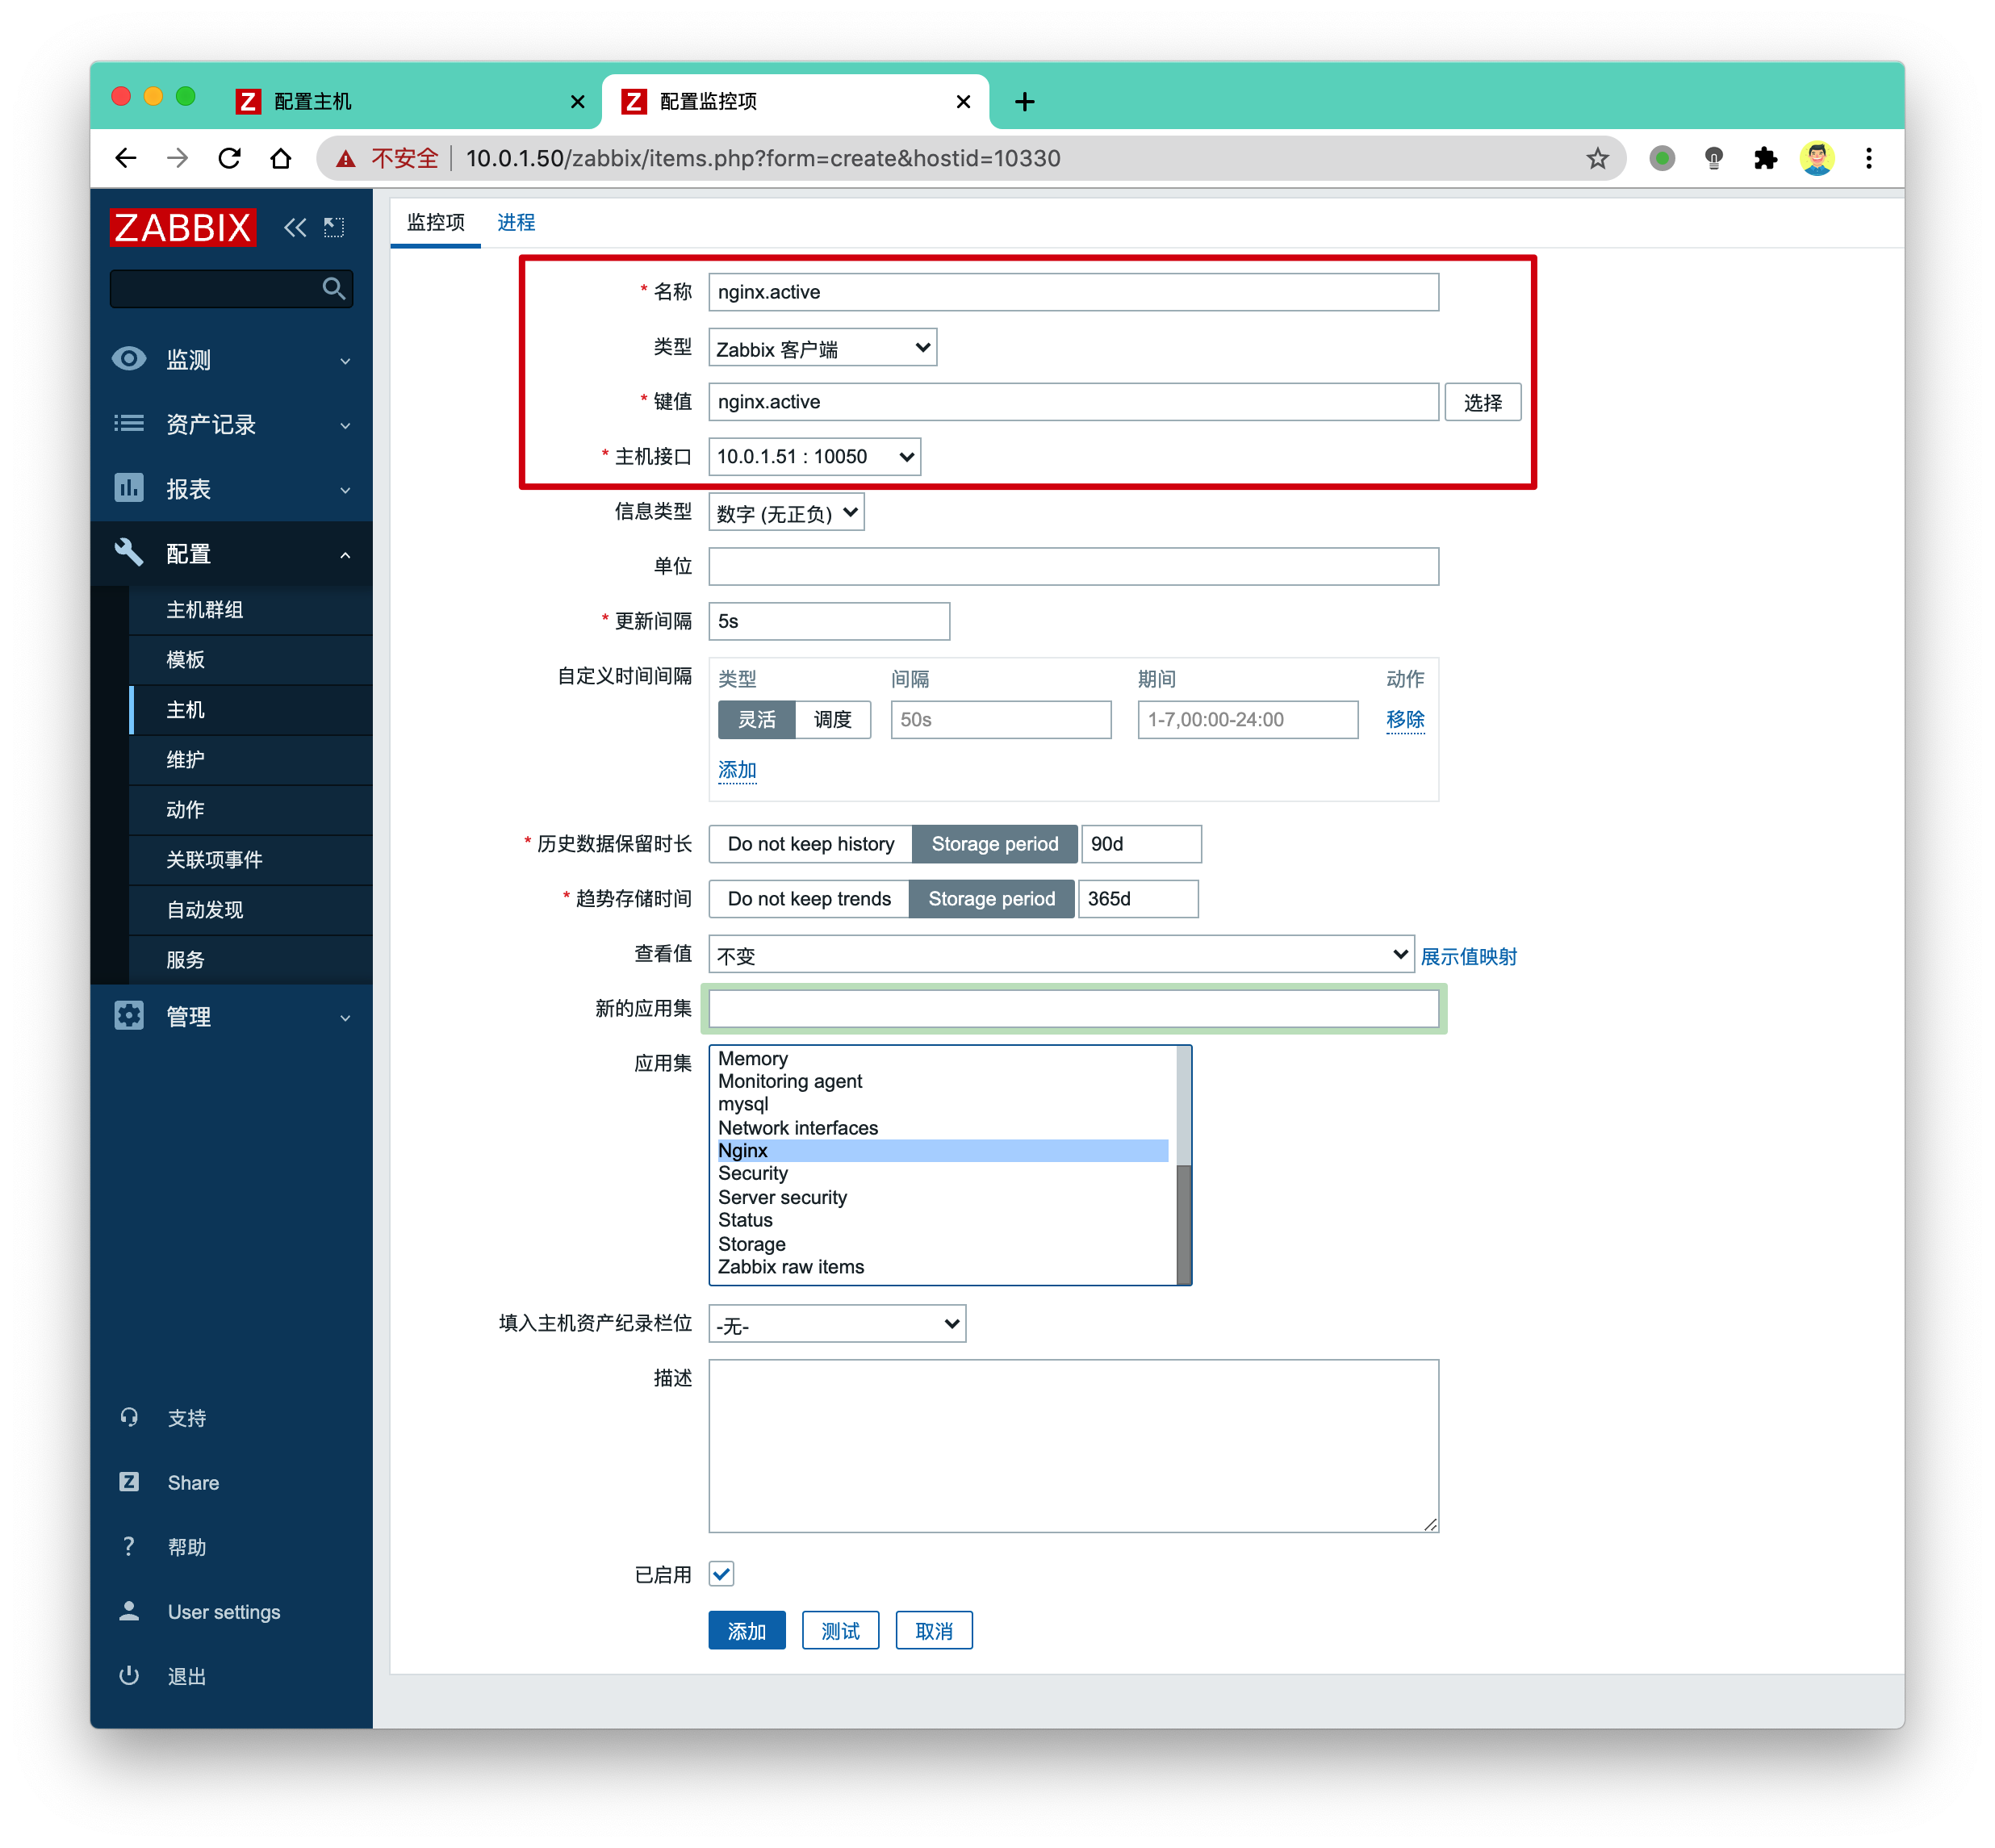 配置主机
配置监控项
不安全 10.0.1.50/zabbix/items.php?form=create&hostid=10330
ZABBIX
监测
资产记录
报表
配置
主机群组
模板
主机
维护
动作
关联项事件
自动发现
服务
管理
支持
Z Share
? 帮助
User settings
退出
监控项 进程
* 名称 nginx.active
类型 Zabbix 客户端
* 键值 nginx.active 选择
* 主机接口 10.0.1.51 : 10050
信息类型 数字 (无正负)
单位
* 更新间隔 5s
自定义时间间隔 类型 间隔 期间 动作
灵活 调度 50s 1-7,00:00-24:00 移除
添加
* 历史数据保留时长 Do not keep history Storage period 90d
* 趋势存储时间 Do not keep trends Storage period 365d
查看值 不变 展示值映射
新的应用集
应用集 Memory
Monitoring agent
mysql
Network interfaces
Nginx
Security
Server security
Status
Storage
Zabbix raw items
填入主机资产纪录栏位 -无-
描述
已启用
添加 测试 取消